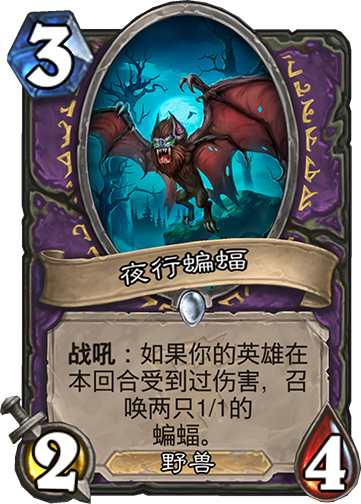 3
夜行蝙蝠
战吼：如果你的英雄在
本回合受到过伤害，召
唤两只1/1的
蝙蝠。
野兽
2
4